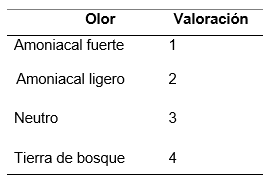 Olor Valoración
Amoniacal fuerte 1
Amoniacal ligero 2
Neutro 3
Tierra de bosque 4